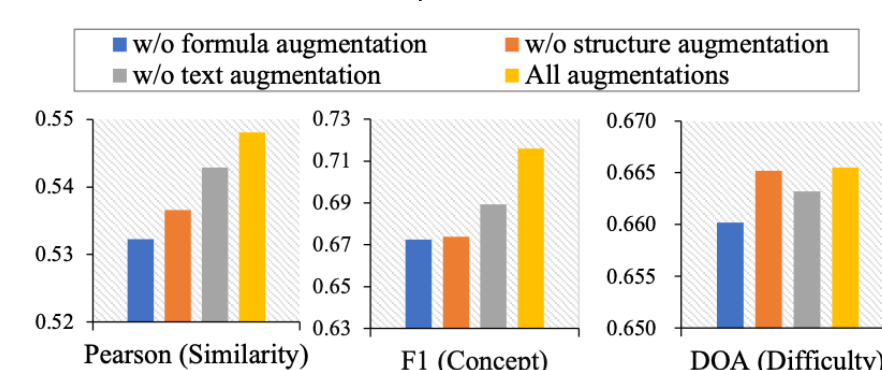 w/o formula augmentation
w/o structure augmentation
w/o text augmentation
All augmentations
0.55
0.54
0.53
0.52
Pearson (Similarity)
0.73
0.71
0.69
0.67
0.65
0.63
F1 (Concept)
0.670
0.665
0.660
0.655
0.650
DOA (Difficulty)